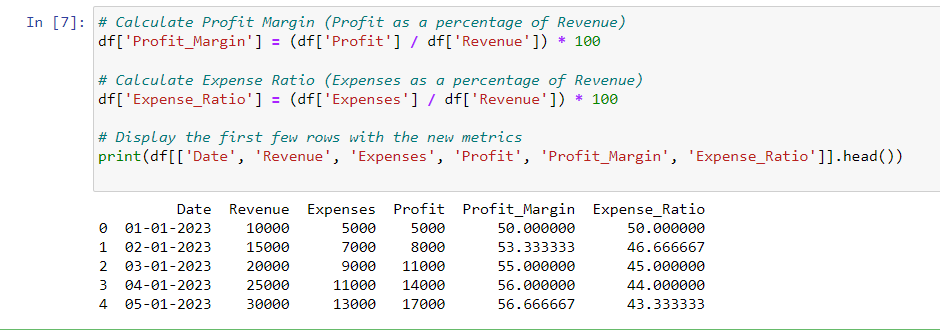 In [7]: # Calculate Profit Margin (Profit as a percentage of Revenue)
df['Profit_Margin'] = (df['Profit'] / df['Revenue']) * 100
# Calculate Expense Ratio (Expenses as a percentage of Revenue)
df['Expense_Ratio'] = (df['Expenses'] / df['Revenue']) * 100
# Display the first few rows with the new metrics
print(df[['Date', 'Revenue', 'Expenses', 'Profit', 'Profit_Margin', 'Expense_Ratio']].head())
Date Revenue Expenses Profit Profit_Margin Expense_Ratio
0 01-01-2023 10000 5000 5000 50.000000 50.000000
1 02-01-2023 15000 7000 8000 53.333333 46.666667
2 03-01-2023 20000 9000 11000 55.000000 45.000000
3 04-01-2023 25000 11000 14000 56.000000 44.000000
4 05-01-2023 30000 13000 17000 56.666667 43.333333